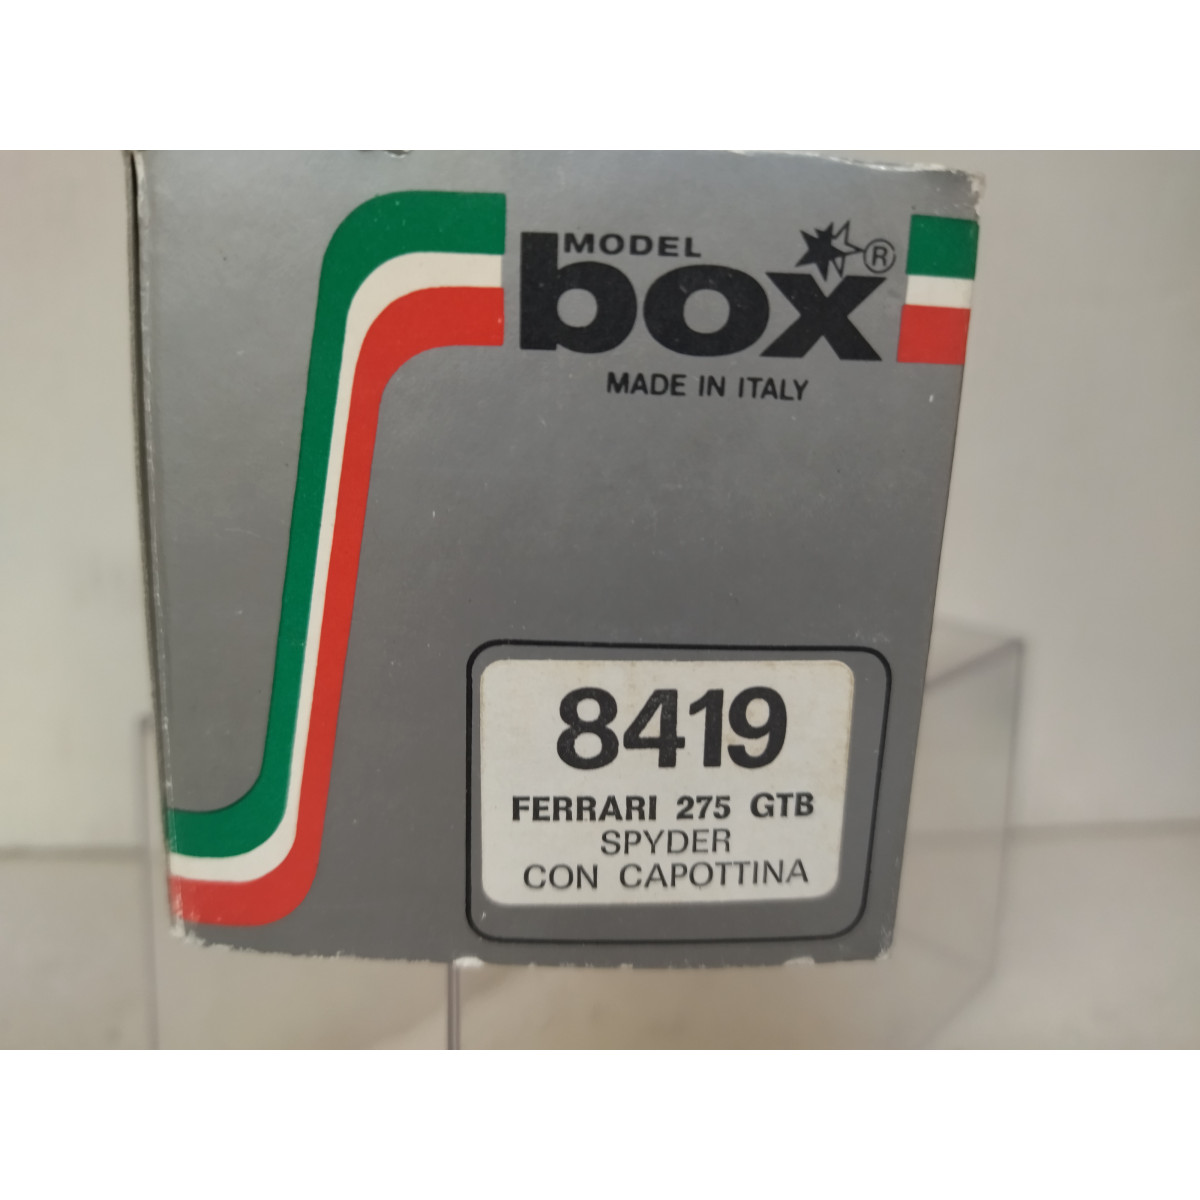 MODEL
box ®
MADE IN ITALY
8419
FERRARI 275 GTB
SPYDER
CON CAPOTTINA